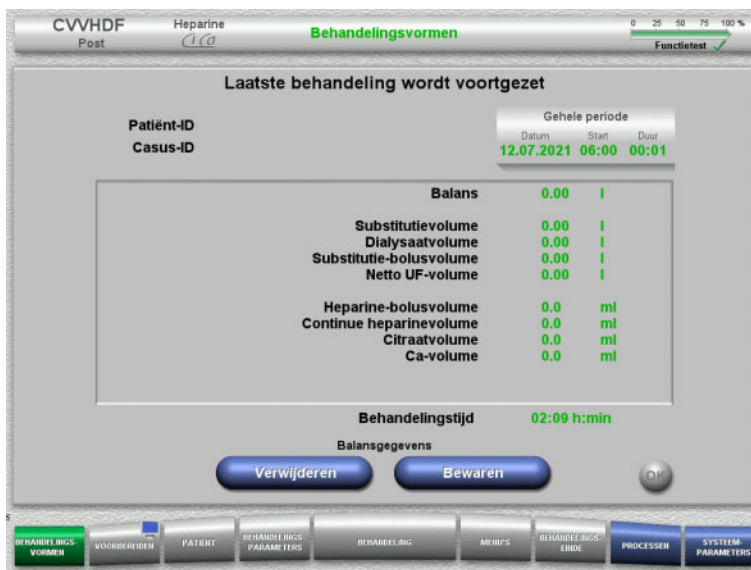 CVVHDF
Post
Heparine
Ci Ca
Behandelingsvormen
0 25 50 75 100 %
Functietest
Laatste behandeling wordt voortgezet
Patiënt-ID
Casus-ID
Gehele periode
Datum Start Duur
12.07.2021 06:00 00:01
Balans 0.00 l
Substitutievolume 0.00 l
Dialysaatvolume 0.00 l
Substitutie-bolusvolume 0.00 l
Netto UF-volume 0.00 l
Heparine-bolusvolume 0.0 ml
Continue heparinevolume 0.0 ml
Citraatvolume 0.0 ml
Ca-volume 0.0 ml
Behandelingstijd 02:09 h:min
Balansgegevens
Verwijderen Bewaren OK
5
BEHANDELINGS-
VORMEN
VOORBEREIDEN
PATIËNT
BEHANDELINGS
PARAMETERS
BEHANDELING
MENU'S
BEHANDELINGS-
EINDE
PROCESSEN
SYSTEEM-
PARAMETERS